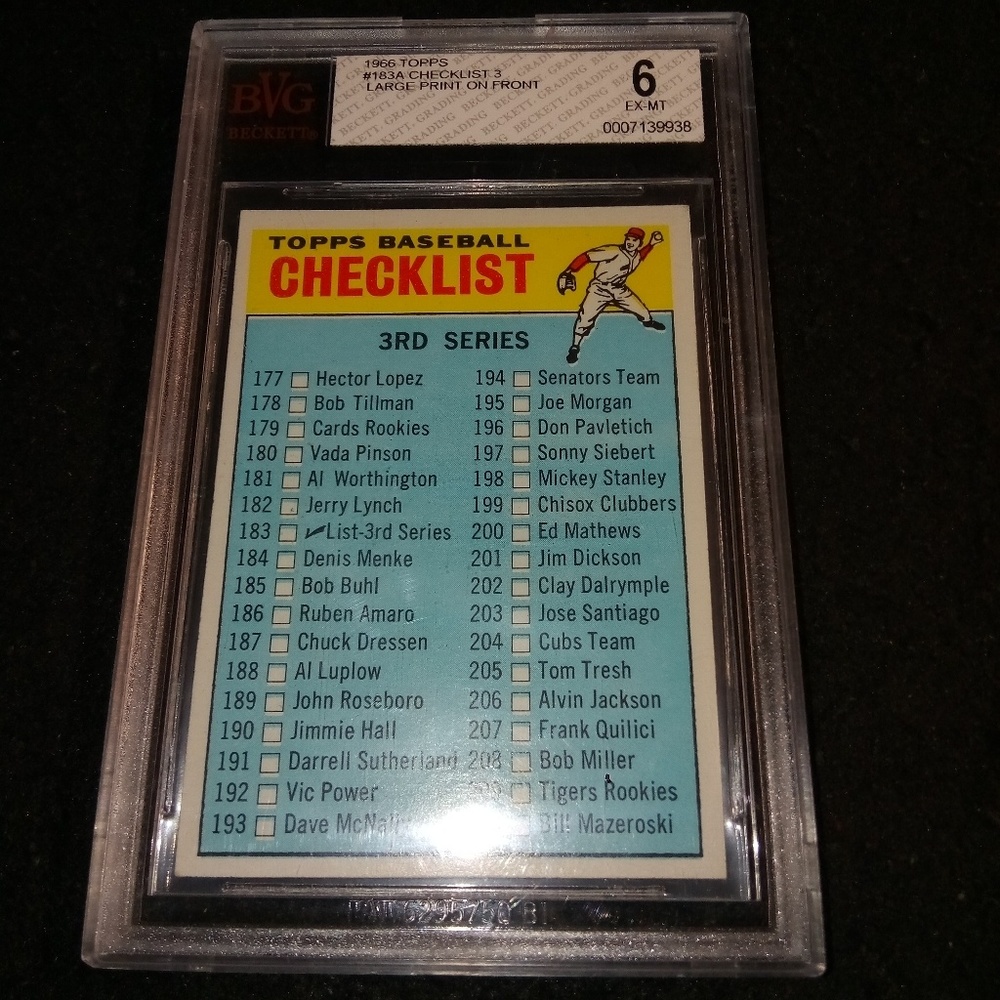 BVG
BECKETT
1966 TOPPS
#183A CHECKLIST 3
LARGE PRINT ON FRONT
6
EX-MT
0007139938
TOPPS BASEBALL
CHECKLIST
3RD SERIES
177 Hector Lopez
178 Bob Tillman
179 Cards Rookies
180 Vada Pinson
181 Al Worthington
182 Jerry Lynch
183 List-3rd Series
184 Denis Menke
185 Bob Buhl
186 Ruben Amaro
187 Chuck Dressen
188 Al Luplow
189 John Roseboro
190 Jimmie Hall
191 Darrell Sutherland
192 Vic Power
193 Dave
194 Senators Team
195 Joe Morgan
196 Don Pavletich
197 Sonny Siebert
198 Mickey Stanley
199 Chisox Clubbers
200 Ed Mathews
201 Jim Dickson
202 Clay Dalrymple
203 Jose Santiago
204 Cubs Team
205 Tom Tresh
206 Alvin Jackson
207 Frank Quilici
208 Bob Miller
Tigers Rookies
Bill Mazeroski